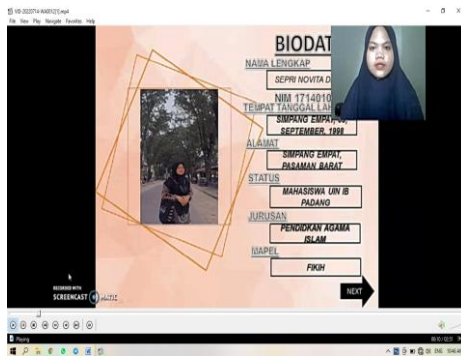 File View Play Navigate Favorites Help
BIODAT
NAMA LENGKAP
SEPRI NOVITA D
NIM 1714010
TEMPAT TANGGAL LAH
SIMPANG EMPAT,
SEPTEMBER, 1998
ALAMAT
SIMPANG EMPAT,
PASAMAN BARAT
STATUS
MAHASISWA UIN IB
PADANG
JURUSAN
PENDIDKAN AGAMA
ISLAM
MAPEL
FIKIH
NEXT
RECORDED WITH
SCREENCAST MATIC
Playing